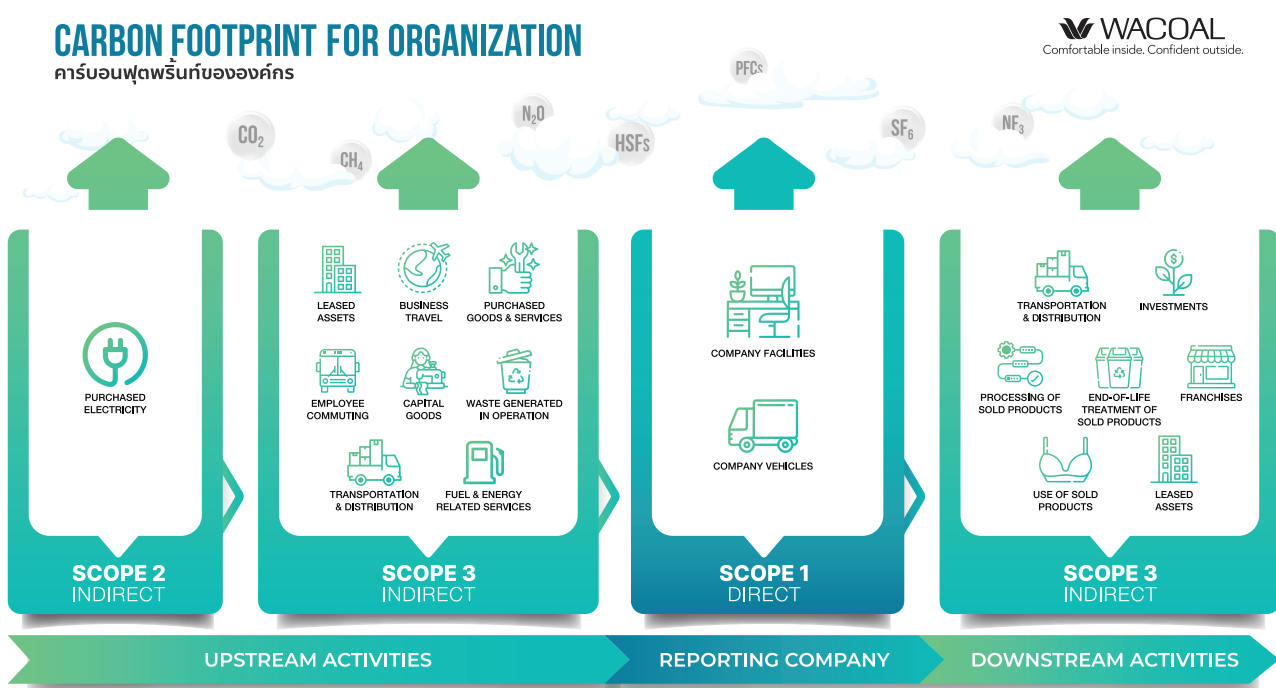 CARBON FOOTPRINT FOR ORGANIZATION
คาร์บอนฟุตพริ้นท์ขององค์กร
WACOAL
Comfortable inside. Confident outside.
CO₂
CH₄
N₂O
HSFs
PFCs
SF₆
NF₃
PURCHASED
ELECTRICITY
SCOPE 2
INDIRECT
LEASED
ASSETS
BUSINESS
TRAVEL
PURCHASED
GOODS & SERVICES
EMPLOYEE
COMMUTING
CAPITAL
GOODS
WASTE GENERATED
IN OPERATION
TRANSPORTATION
& DISTRIBUTION
FUEL & ENERGY
RELATED SERVICES
SCOPE 3
INDIRECT
COMPANY FACILITIES
COMPANY VEHICLES
SCOPE 1
DIRECT
TRANSPORTATION
& DISTRIBUTION
INVESTMENTS
PROCESSING OF
SOLD PRODUCTS
END-OF-LIFE
TREATMENT OF
SOLD PRODUCTS
FRANCHISES
USE OF SOLD
PRODUCTS
LEASED
ASSETS
SCOPE 3
INDIRECT
UPSTREAM ACTIVITIES
REPORTING COMPANY
DOWNSTREAM ACTIVITIES